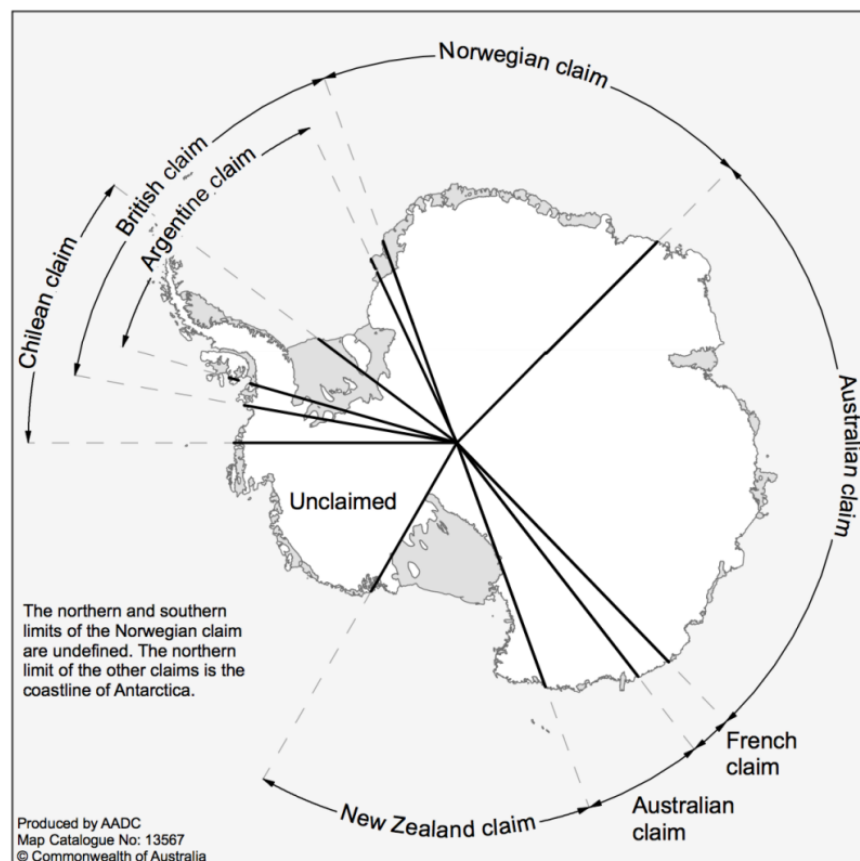 Norwegian claim
British claim
Argentine claim
Chilean claim
Australian claim
Unclaimed
The northern and southern
limits of the Norwegian claim
are undefined. The northern
limit of the other claims is the
coastline of Antarctica.
French
claim
Australian
claim
New Zealand claim
Produced by AADC
Map Catalogue No: 13567
© Commonwealth of Australia